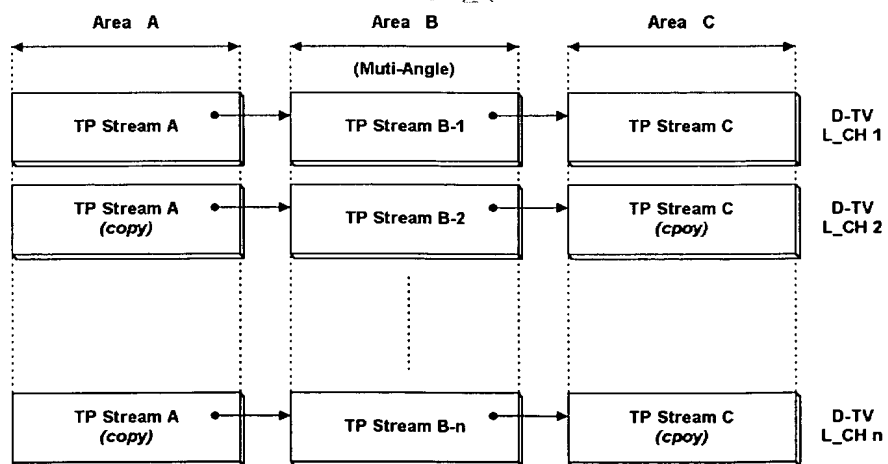 Area A
Area B
Area C
(Muti-Angle)
TP Stream A
TP Stream B-1
TP Stream C
D-TV
L_CH 1
TP Stream A
(copy)
TP Stream B-2
TP Stream C
(cpoy)
D-TV
L_CH 2
TP Stream A
(copy)
TP Stream B-n
TP Stream C
(cpoy)
D-TV
L_CH n